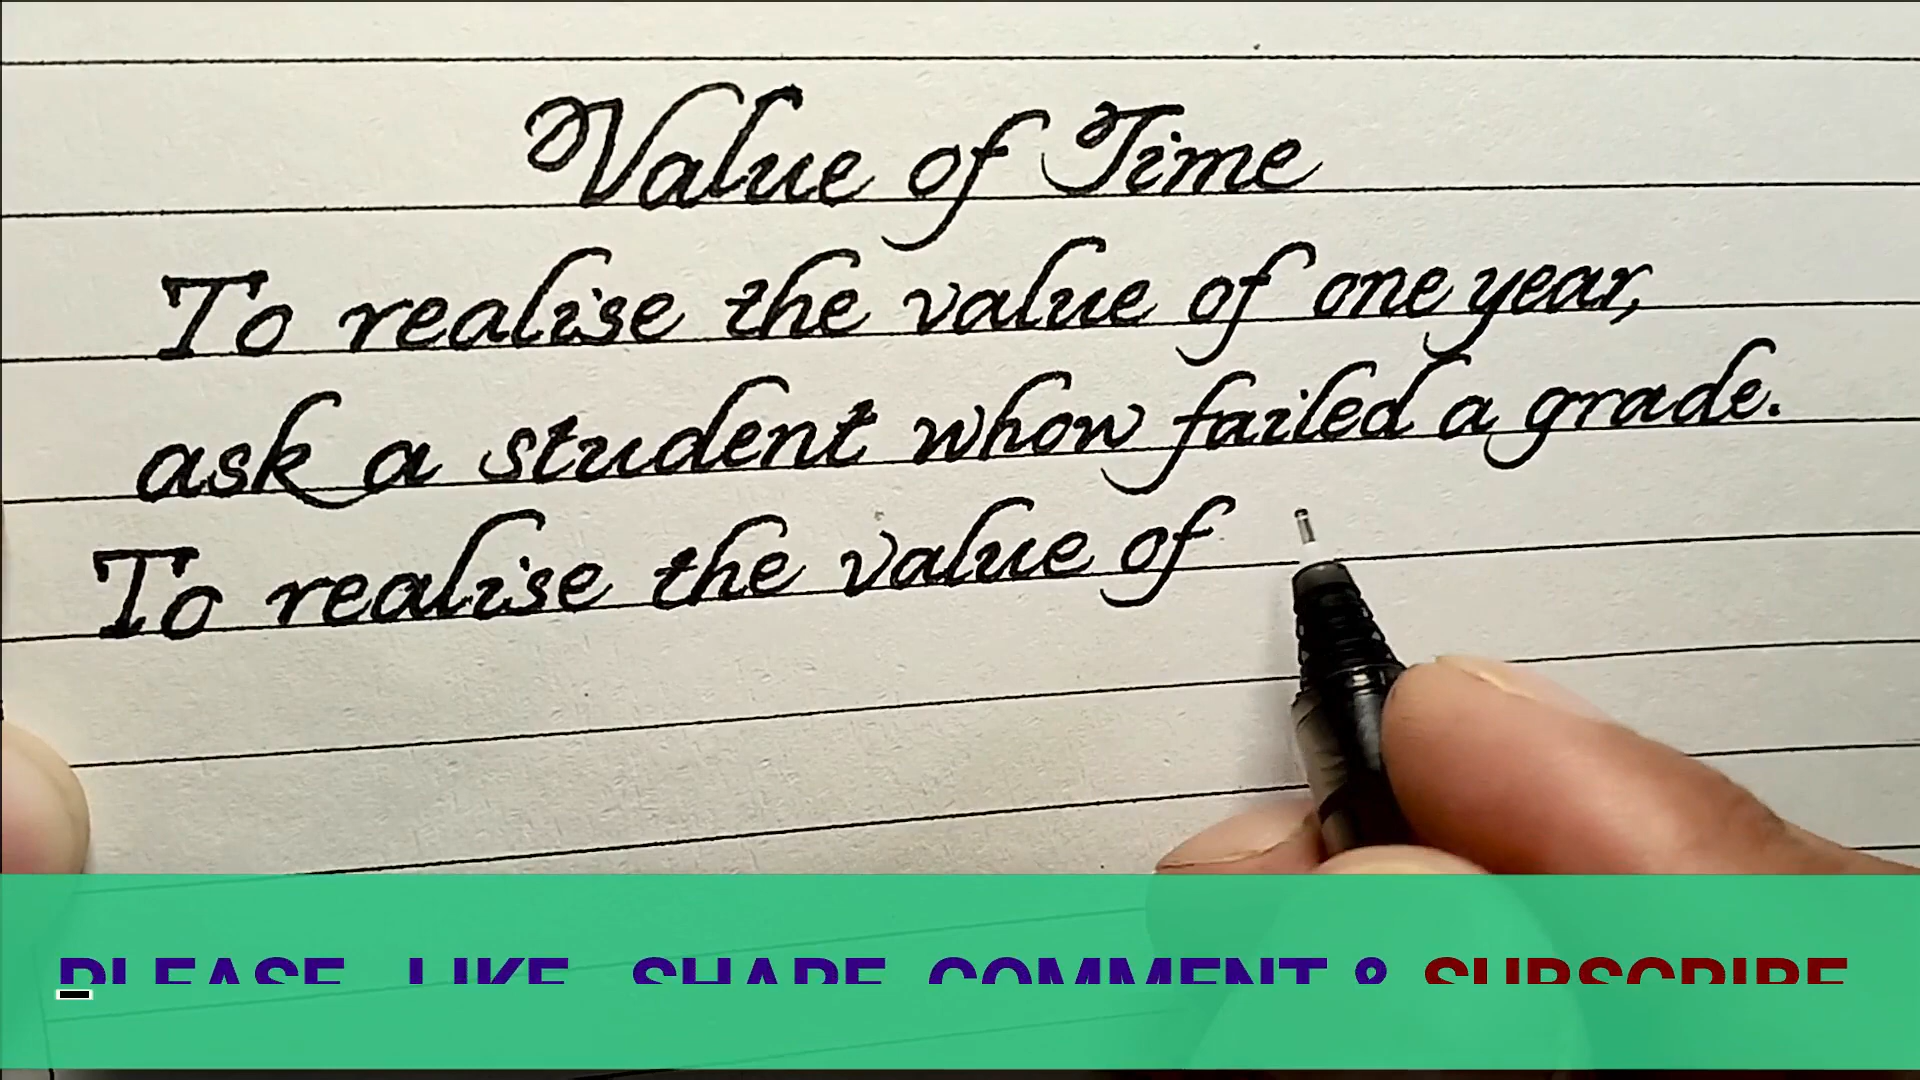 Value of Time
To realise the value of one year,
ask a student whow failed a grade.
To realise the value of
PLEASE LIKE SHARE COMMENT & SUBSCRIBE